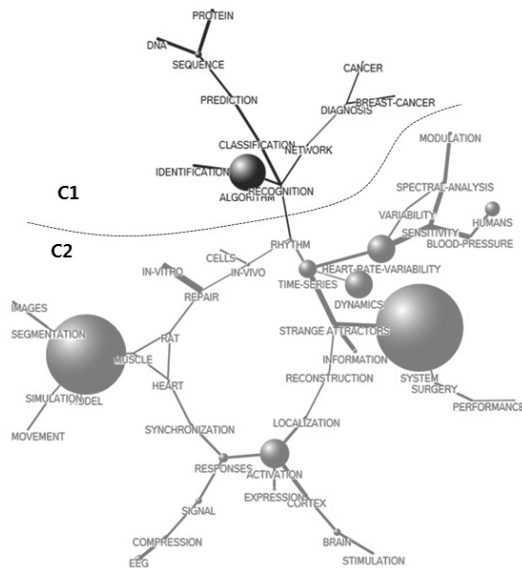 PROTEIN
DNA
SEQUENCE
CANCER
PREDICTION
BREAST-CANCER
DIAGNOSIS
MODULATION
CLASSIFICATION
NETWORK
IDENTIFICATION
C1
RECOGNITION
ALGORITHM
SPECTRAL-ANALYSIS
VARIABILITY
HUMANS
SENSITIVITY
C2
RHYTHM
BLOOD-PRESSURE
CELLS
IN-VITRO
IN-VIVO
HEART-RATE-VARIABILITY
TIME-SERIES
REPAIR
DYNAMICS
IMAGES
SEGMENTATION
STRANGE ATTRACTORS
RAT
MUSCLE
INFORMATION
HEART
RECONSTRUCTION
SYSTEM
SURGERY
SIMULATION
MODEL
PERFORMANCE
LOCALIZATION
SYNCHRONIZATION
MOVEMENT
RESPONSES
ACTIVATION
EXPRESSION
CORTEX
SIGNAL
COMPRESSION
BRAIN
EEG
STIMULATION